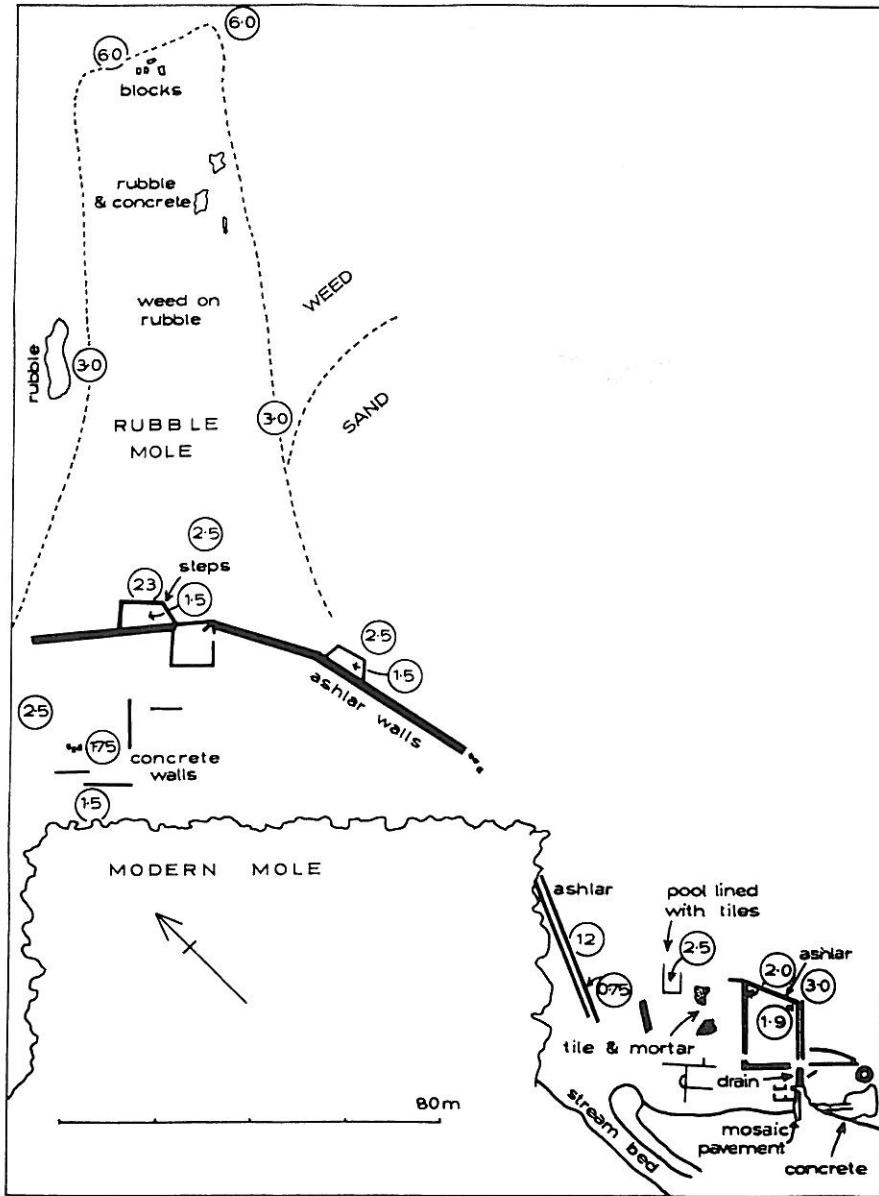 6·0
6·0
blocks
rubble
& concrete
weed on
rubble
WEED
rubble
3·0
3·0
SAND
RUBBLE
MOLE
2·5
steps
23
1·5
2·5
1·5
ashlar walls
2·5
1·75
concrete
walls
1·5
MODERN MOLE
ashlar
pool lined
with tiles
12
2·5
ashlar
2·0
3·0
0·75
1·9
tile & mortar
drain
80m
stream bed
mosaic
pavement
concrete